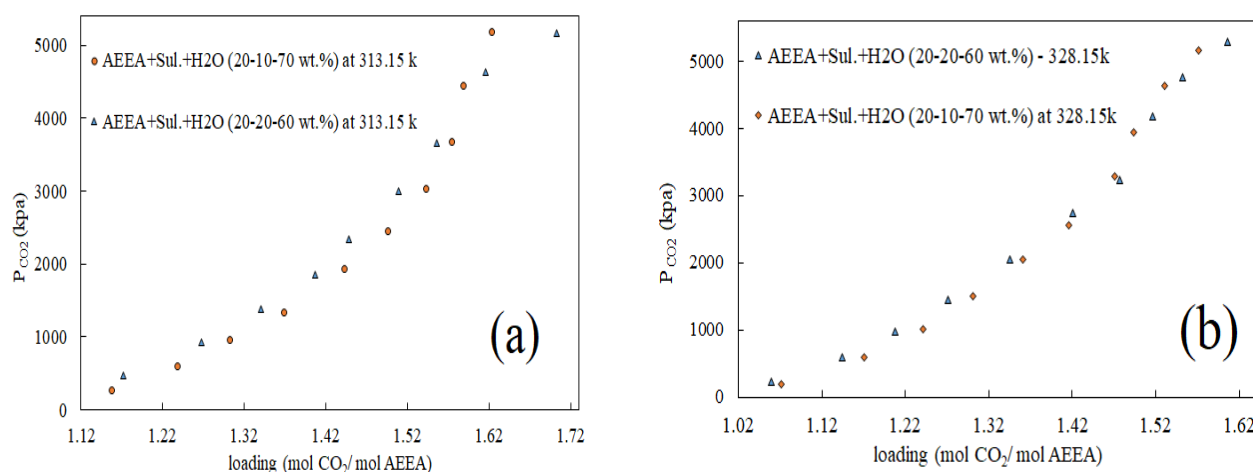 5000
4000
3000
2000
1000
0
P CO2 (kpa)
AEEA+Sul.+H2O (20-10-70 wt.%) at 313.15 k
AEEA+Sul.+H2O (20-20-60 wt.%) at 313.15 k
(a)
1.12 1.22 1.32 1.42 1.52 1.62 1.72
loading (mol CO2/ mol AEEA)
5000
4000
3000
2000
1000
0
P CO2 (kpa)
AEEA+Sul.+H2O (20-20-60 wt.%) - 328.15k
AEEA+Sul.+H2O (20-10-70 wt.%) at 328.15k
(b)
1.02 1.12 1.22 1.32 1.42 1.52 1.62
loading (mol CO2/ mol AEEA)